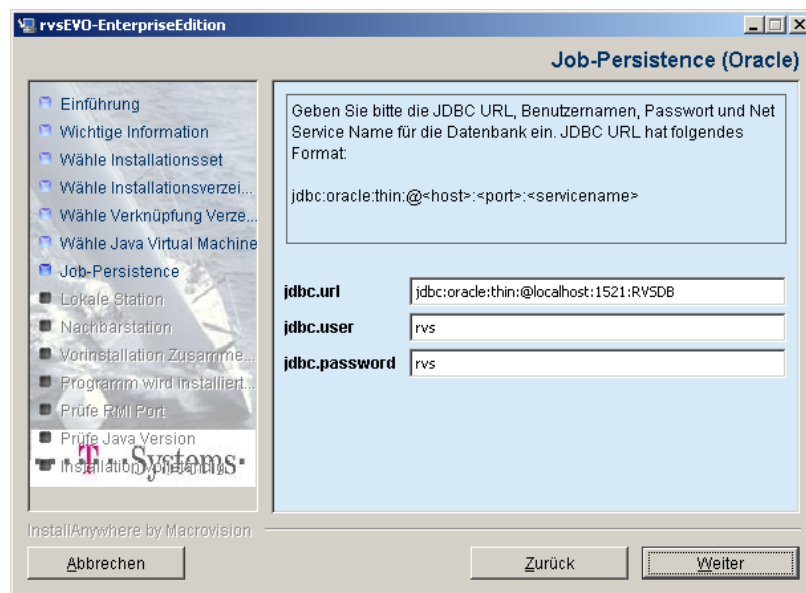 rvsEVO-EnterpriseEdition
Job-Persistence (Oracle)
Einführung
Wichtige Information
Wähle Installationsset
Wähle Installationsverzei...
Wähle Verknüpfung Verze...
Wähle Java Virtual Machine
Job-Persistence
Lokale Station
Nachbarstation
Vorinstallation Zusamme...
Programm wird installiert...
Prüfe RMI Port
Prüfe Java Version
Installation vollständig
T Systems
Geben Sie bitte die JDBC URL, Benutzernamen, Passwort und Net
Service Name für die Datenbank ein. JDBC URL hat folgendes
Format:
jdbc:oracle:thin:@<host>:<port>:<servicename>
jdbc.url jdbc:oracle:thin:@localhost:1521:RVSDB
jdbc.user rvs
jdbc.password rvs
InstallAnywhere by Macrovision
Abbrechen
Zurück
Weiter